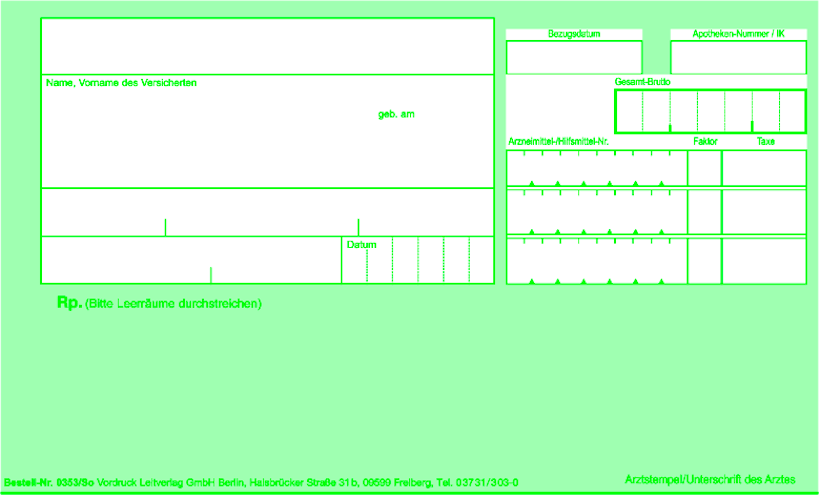 Bezugsdatum
Apotheken-Nummer / IK
Name, Vorname des Versicherten
Gesamt-Brutto
geb. am
Arzneimittel-/Hilfsmittel-Nr.
Faktor
Taxe
Datum
Rp. (Bitte Leerräume durchstreichen)
Bestell-Nr. 0353/So Vordruck Leitverlag GmbH Berlin, Halsbrücker Straße 31b, 09599 Freiberg, Tel. 03731/303-0
Arztstempel/Unterschrift des Arztes